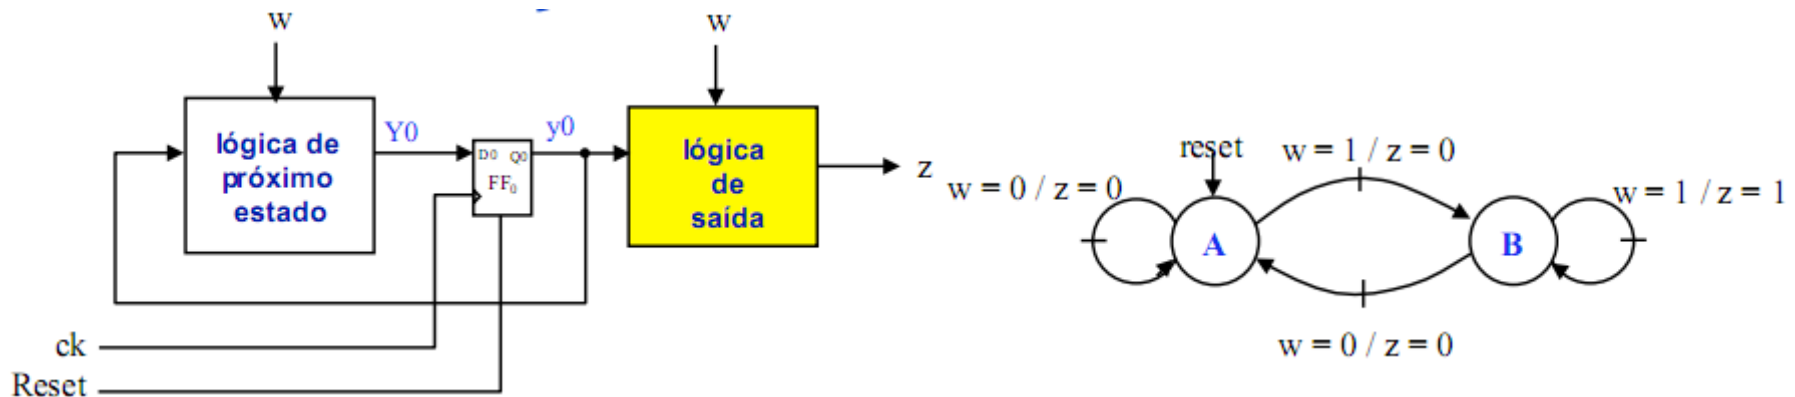 w
w
lógica de
próximo
estado
Y0
D0 Q0
FF0
y0
lógica
de
saída
z
ck
Reset
reset
w = 1 / z = 0
w = 0 / z = 0
w = 1 / z = 1
A
B
w = 0 / z = 0